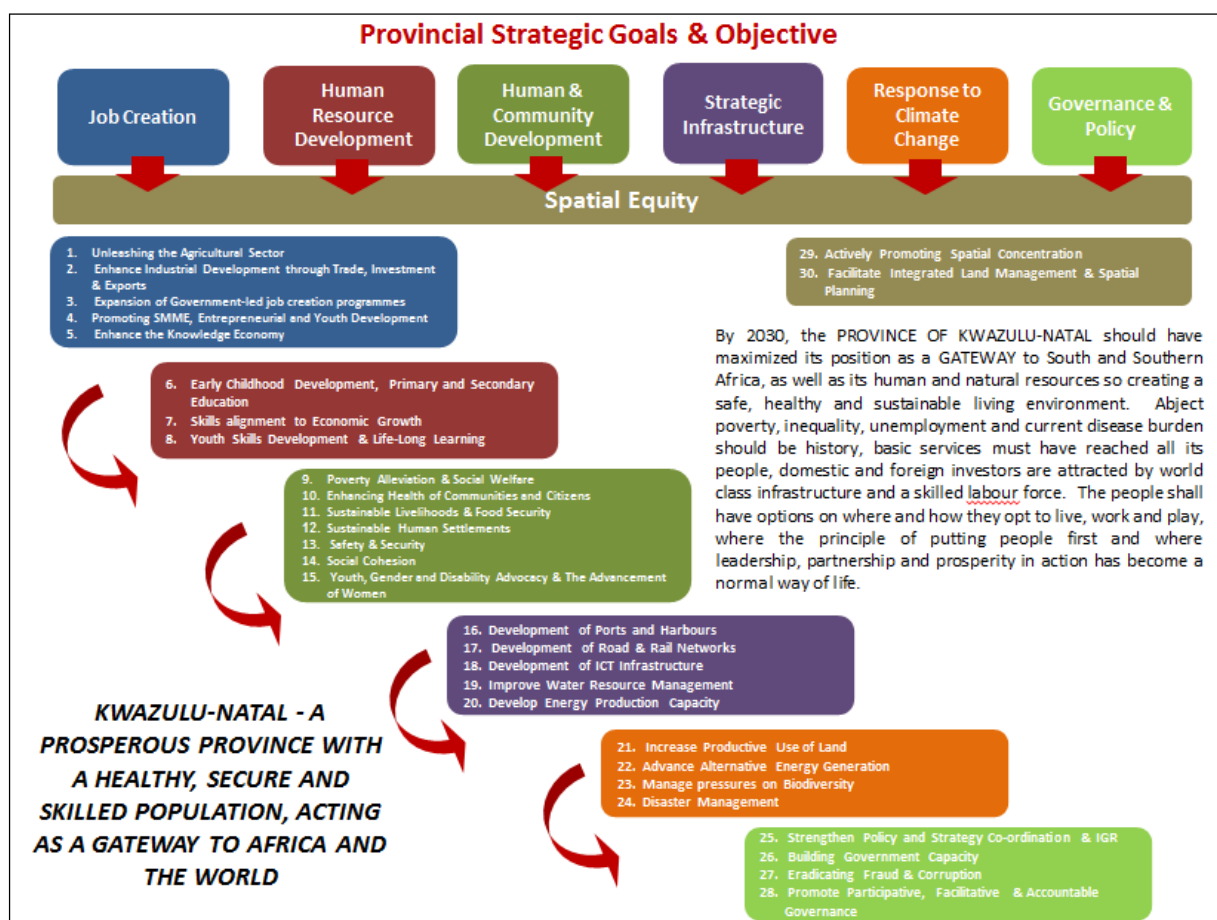 Provincial Strategic Goals & Objective
Job Creation
Human
Resource
Development
Human &
Community
Development
Strategic
Infrastructure
Response to
Climate
Change
Governance &
Policy
Spatial Equity
1. Unleashing the Agricultural Sector
2. Enhance Industrial Development through Trade, Investment
& Exports
3. Expansion of Government-led job creation programmes
4. Promoting SMME, Entrepreneurial and Youth Development
5. Enhance the Knowledge Economy
29. Actively Promoting Spatial Concentration
30. Facilitate Integrated Land Management & Spatial
Planning
By 2030, the PROVINCE OF KWAZULU-NATAL should have
maximized its position as a GATEWAY to South and Southern
Africa, as well as its human and natural resources so creating a
safe, healthy and sustainable living environment. Abject
poverty, inequality, unemployment and current disease burden
should be history, basic services must have reached all its
people, domestic and foreign investors are attracted by world
class infrastructure and a skilled labour force. The people shall
have options on where and how they opt to live, work and play,
where the principle of putting people first and where
leadership, partnership and prosperity in action has become a
normal way of life.
6. Early Childhood Development, Primary and Secondary
Education
7. Skills alignment to Economic Growth
8. Youth Skills Development & Life-Long Learning
9. Poverty Alleviation & Social Welfare
10. Enhancing Health of Communities and Citizens
11. Sustainable Livelihoods & Food Security
12. Sustainable Human Settlements
13. Safety & Security
14. Social Cohesion
15. Youth, Gender and Disability Advocacy & The Advancement
of Women
16. Development of Ports and Harbours
17. Development of Road & Rail Networks
18. Development of ICT Infrastructure
19. Improve Water Resource Management
20. Develop Energy Production Capacity
21. Increase Productive Use of Land
22. Advance Alternative Energy Generation
23. Manage pressures on Biodiversity
24. Disaster Management
25. Strengthen Policy and Strategy Co-ordination & IGR
26. Building Government Capacity
27. Eradicating Fraud & Corruption
28. Promote Participative, Facilitative & Accountable
Governance
KWAZULU-NATAL - A
PROSPEROUS PROVINCE WITH
A HEALTHY, SECURE AND
SKILLED POPULATION, ACTING
AS A GATEWAY TO AFRICA AND
THE WORLD